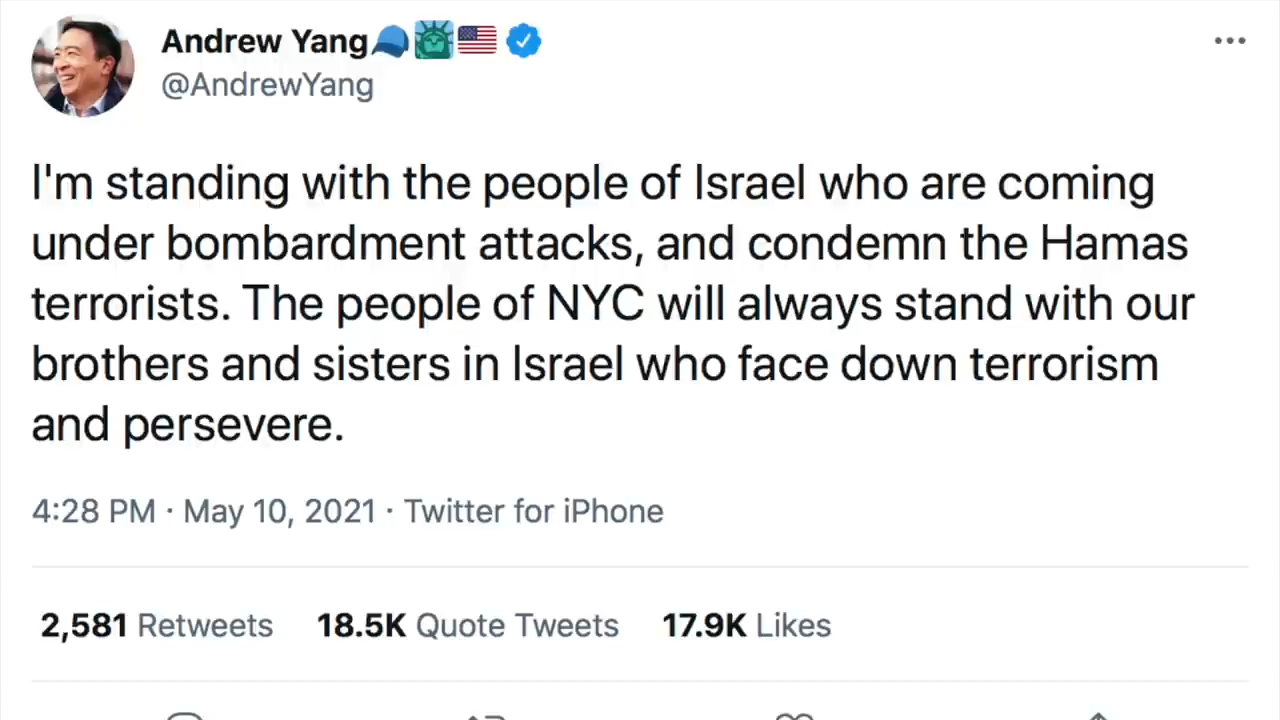 Andrew Yang🧢🗽🇺🇸
@AndrewYang
I'm standing with the people of Israel who are coming
under bombardment attacks, and condemn the Hamas
terrorists. The people of NYC will always stand with our
brothers and sisters in Israel who face down terrorism
and persevere.
4:28 PM · May 10, 2021 · Twitter for iPhone
2,581 Retweets 18.5K Quote Tweets 17.9K Likes